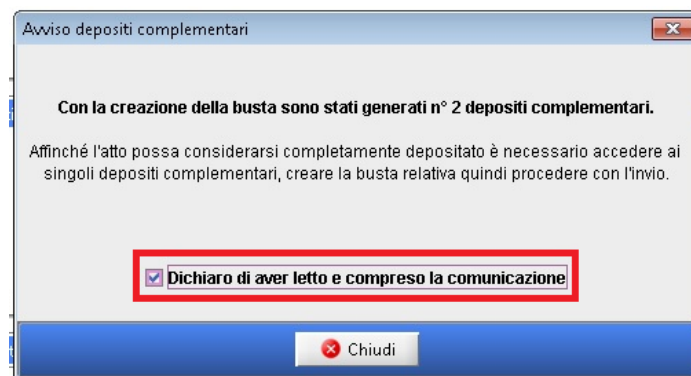 Avviso depositi complementari
Con la creazione della busta sono stati generati n° 2 depositi complementari.
Affinché l'atto possa considerarsi completamente depositato è necessario accedere ai
singoli depositi complementari, creare la busta relativa quindi procedere con l'invio.
Dichiaro di aver letto e compreso la comunicazione
Chiudi